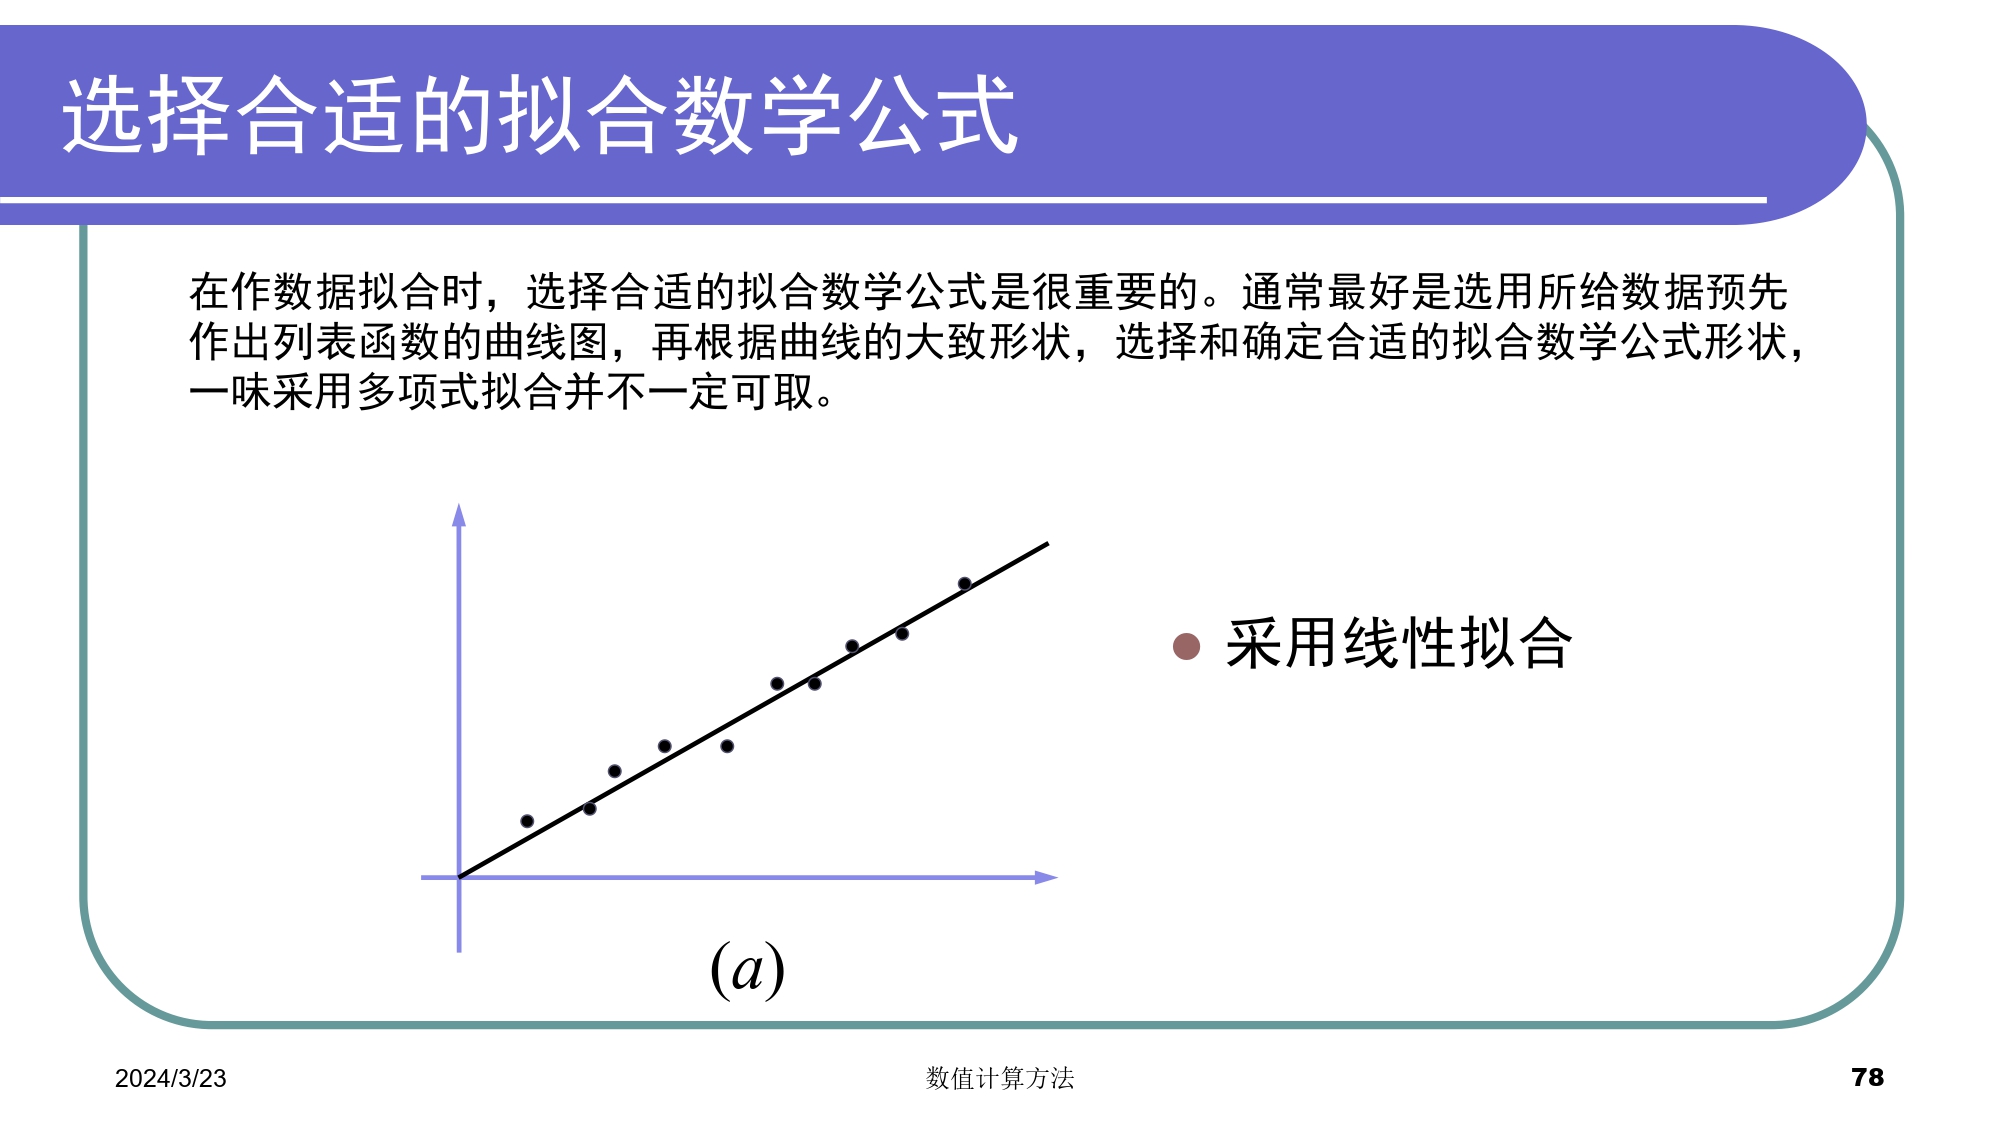 选择合适的拟合数学公式
在作数据拟合时，选择合适的拟合数学公式是很重要的。通常最好是选用所给数据预先
作出列表函数的曲线图，再根据曲线的大致形状，选择和确定合适的拟合数学公式形状，
一味采用多项式拟合并不一定可取。
采用线性拟合
(a)
2024/3/23
数值计算方法
78